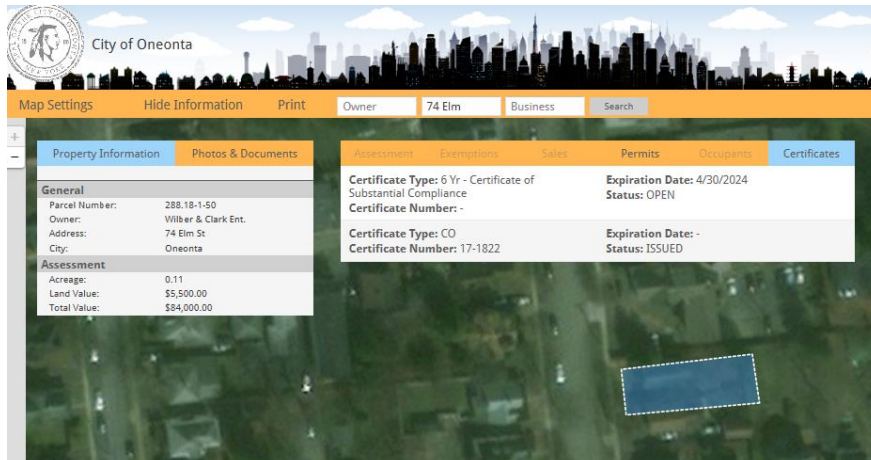 City of Oneonta
Map Settings Hide Information Print Owner 74 Elm Business Search
+
-
Property Information Photos & Documents
General
Parcel Number: 288.18-1-50
Owner: Wilber & Clark Ent.
Address: 74 Elm St
City: Oneonta
Assessment
Acreage: 0.11
Land Value: $5,500.00
Total Value: $84,000.00
Assessment Exemptions Sales Permits Occupants Certificates
Certificate Type: 6 Yr - Certificate of
Substantial Compliance
Certificate Number: -
Expiration Date: 4/30/2024
Status: OPEN
Certificate Type: CO
Certificate Number: 17-1822
Expiration Date: -
Status: ISSUED